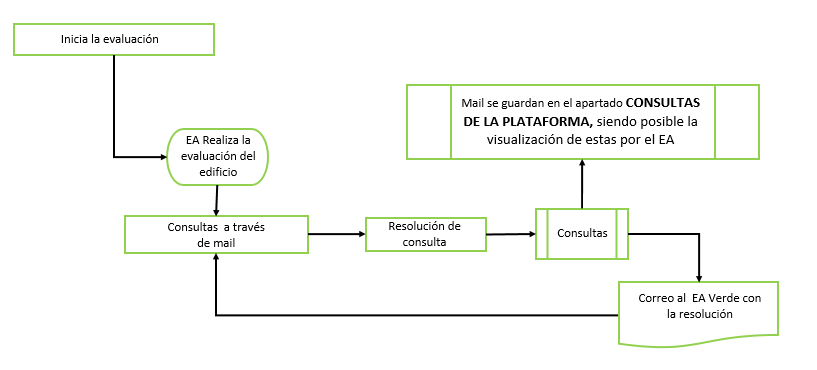 Inicia la evaluación
Mail se guardan en el apartado CONSULTAS
DE LA PLATAFORMA, siendo posible la
visualización de estas por el EA
EA Realiza la
evaluación del
edificio
Consultas a través
de mail
Resolución de
consulta
Consultas
Correo al EA Verde con
la resolución